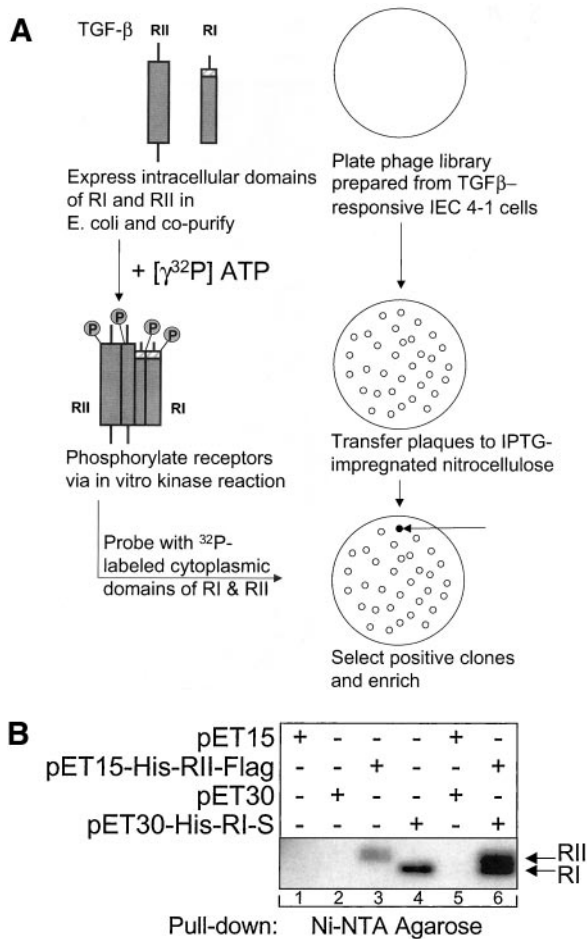 A
TGF-β RII RI
Express intracellular domains
of RI and RII in
E. coli and co-purify
+ [γ³²P] ATP
P P P P
RII RI
Phosphorylate receptors
via in vitro kinase reaction
Probe with ³²P-
labeled cytoplasmic
domains of RI & RII
Plate phage library
prepared from TGFβ–
responsive IEC 4-1 cells
Transfer plaques to IPTG-
impregnated nitrocellulose
Select positive clones
and enrich
B
pET15 + - - - + -
pET15-His-RII-Flag - - + - - +
pET30 - + - - + -
pET30-His-RI-S - - - + - +
RII
RI
1 2 3 4 5 6
Pull-down: Ni-NTA Agarose